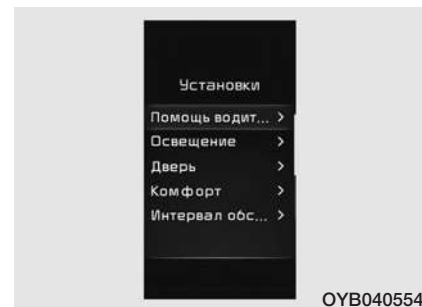 Установки
Помощь водит... >
Освещение >
Дверь >
Комфорт >
Интервал обс... >
OYB040554